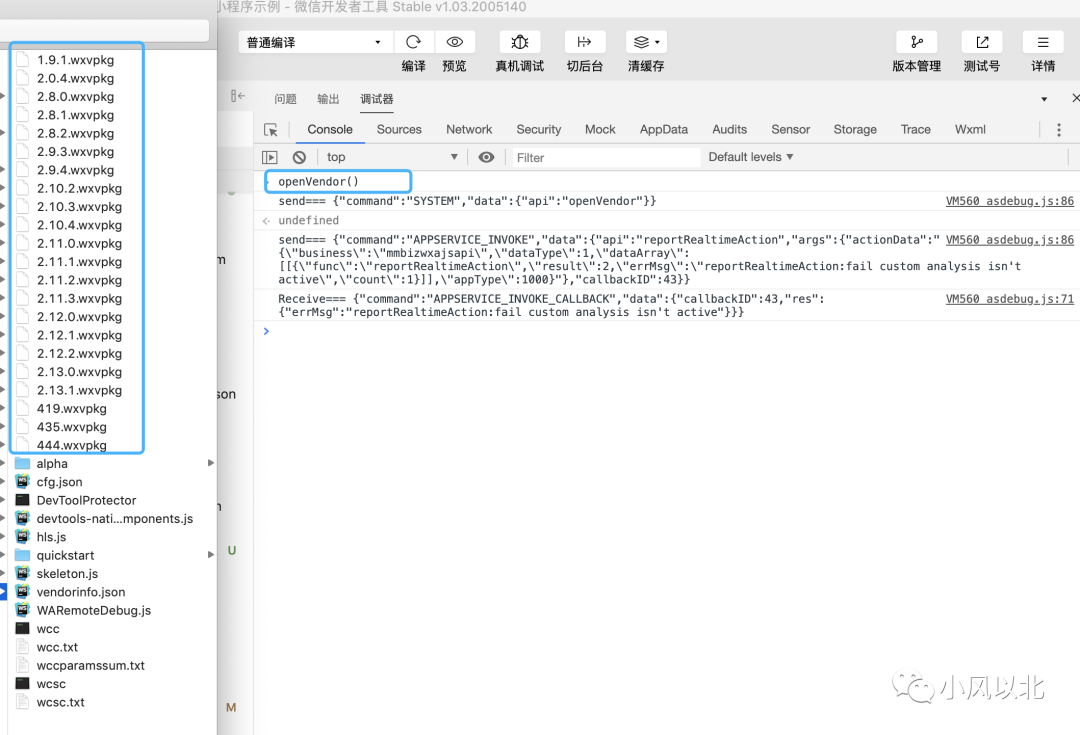 小程序示例 - 微信开发者工具 Stable v1.03.2005140
普通编译
编译
预览
真机调试
切后台
清缓存
版本管理
测试号
详情
1.9.1.wxvpkg
2.0.4.wxvpkg
2.8.0.wxvpkg
2.8.1.wxvpkg
2.8.2.wxvpkg
2.9.3.wxvpkg
2.9.4.wxvpkg
2.10.2.wxvpkg
2.10.3.wxvpkg
2.10.4.wxvpkg
2.11.0.wxvpkg
2.11.1.wxvpkg
2.11.2.wxvpkg
2.11.3.wxvpkg
2.12.0.wxvpkg
2.12.1.wxvpkg
2.12.2.wxvpkg
2.13.0.wxvpkg
2.13.1.wxvpkg
419.wxvpkg
435.wxvpkg
444.wxvpkg
alpha
cfg.json
DevToolProtector
devtools-nati...mponents.js
hls.js
quickstart
skeleton.js
vendorinfo.json
WARemoteDebug.js
wcc
wcc.txt
wccparamssum.txt
wcsc
wcsc.txt
m
son
n
U
M
问题 输出 调试器
Console Sources Network Security Mock AppData Audits Sensor Storage Trace Wxml
top Filter Default levels
openVendor()
send=== {"command":"SYSTEM","data":{"api":"openVendor"}} VM560 asdebug.js:86
undefined
send=== {"command":"APPSERVICE_INVOKE","data":{"api":"reportRealtimeAction","args":{"actionData":" VM560 asdebug.js:86
{\"business\":\"mmbizwxajsapi\",\"dataType\":1,\"dataArray\":
[[{\"func\":\"reportRealtimeAction\",\"result\":2,\"errMsg\":\"reportRealtimeAction:fail custom analysis isn't
active\",\"count\":1}]],\"appType\":1000}"},"callbackID":43}}
Receive=== {"command":"APPSERVICE_INVOKE_CALLBACK","data":{"callbackID":43,"res": VM560 asdebug.js:71
{"errMsg":"reportRealtimeAction:fail custom analysis isn't active"}}}
小风以北